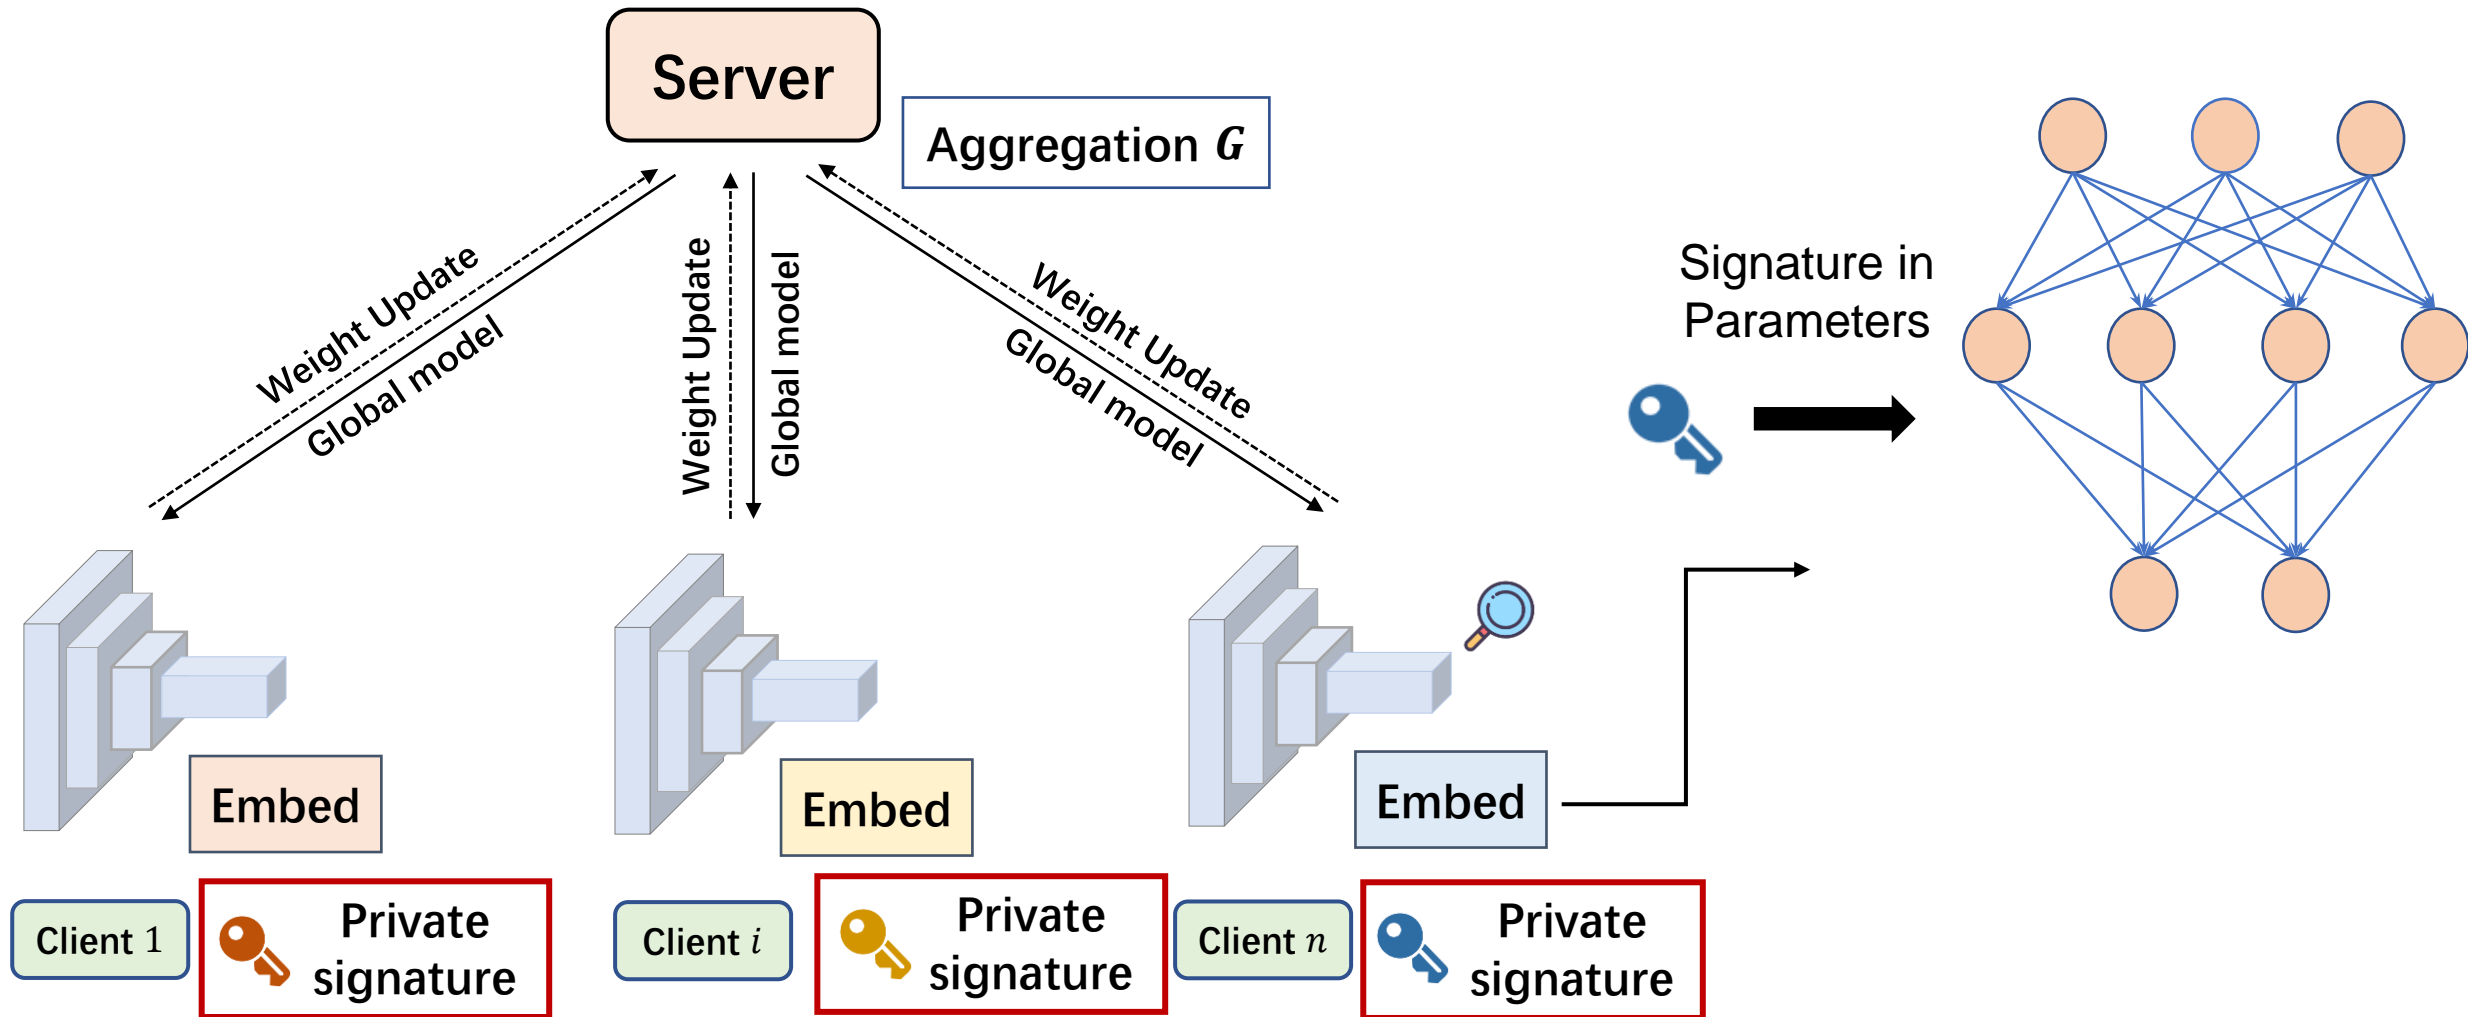 Server
Aggregation G
Weight Update
Global model
Weight Update
Global model
Weight Update
Global model
Signature in
Parameters
Embed
Embed
Embed
Client 1
Private
signature
Client i
Private
signature
Client n
Private
signature